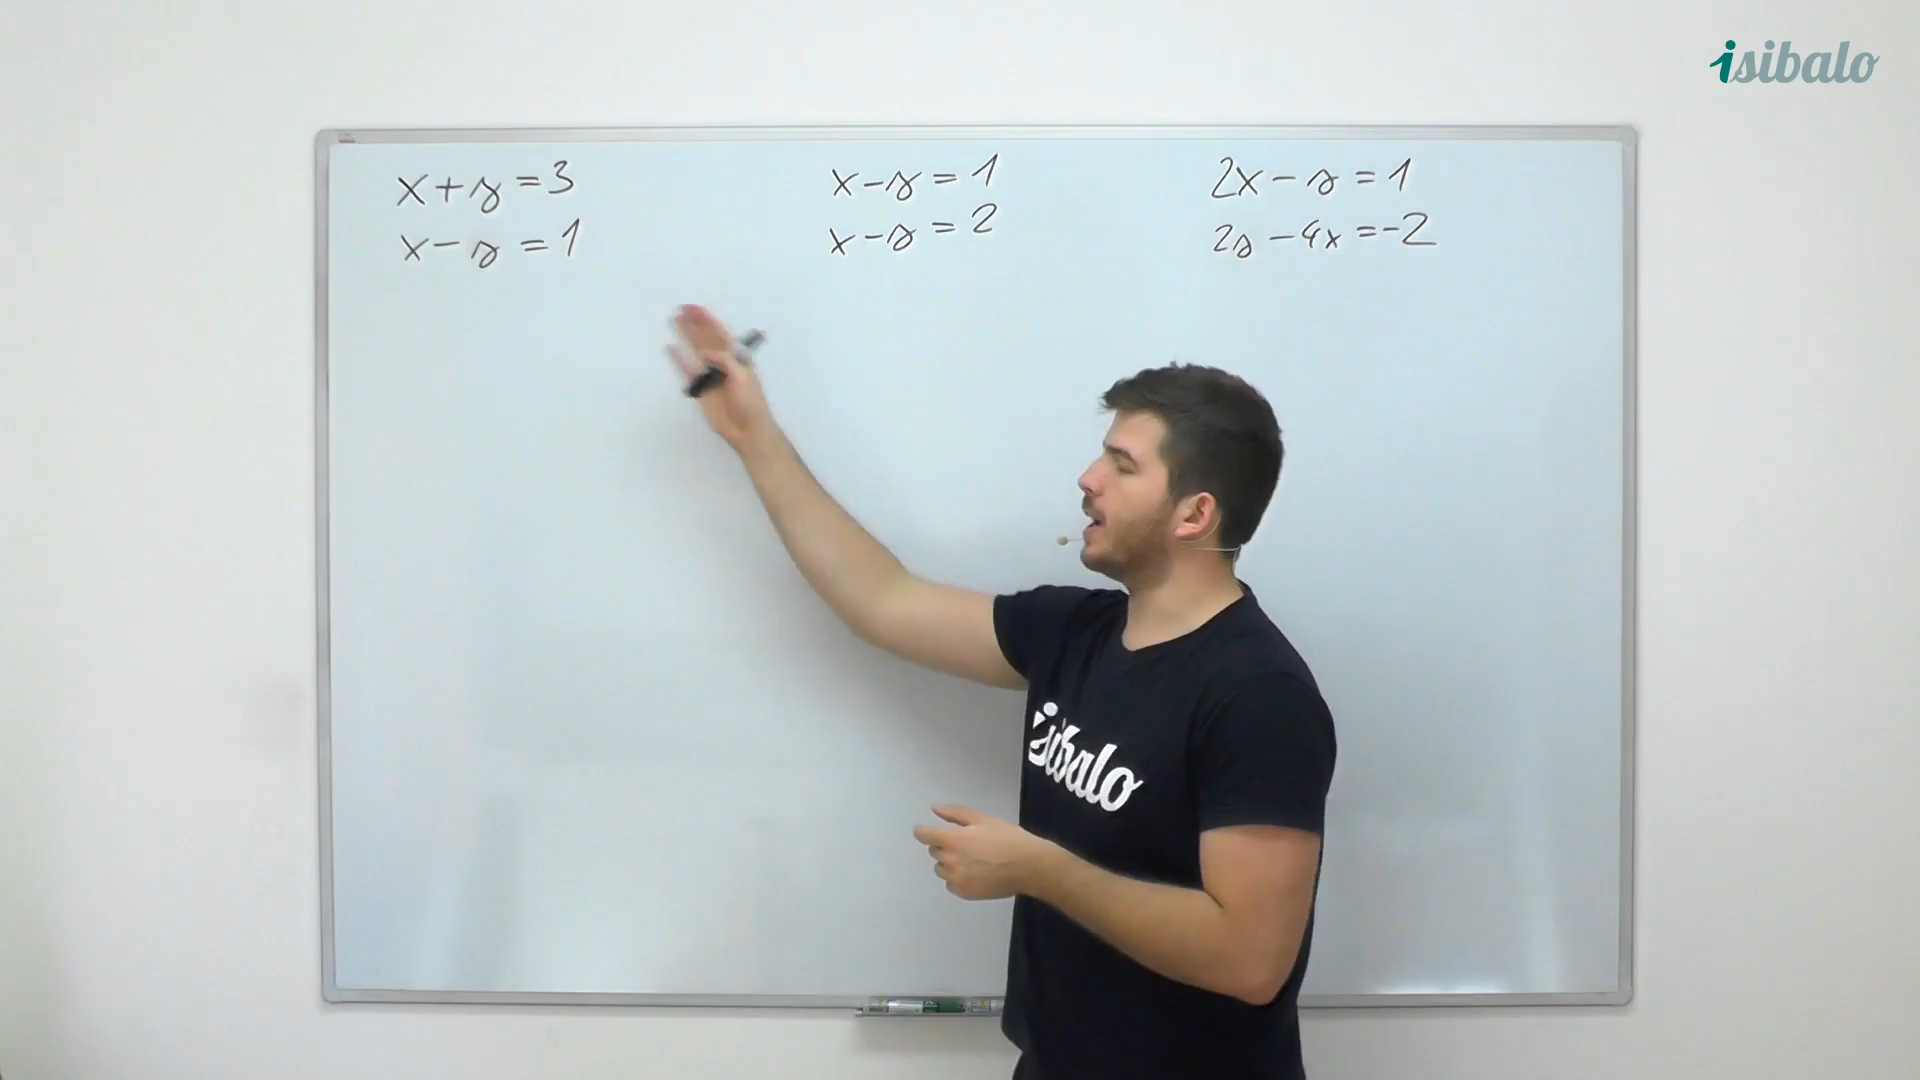 isibalo
x+y=3
x-y=1
x-y=1
x-y=2
2x-y=1
2y-4x=-2
isibalo